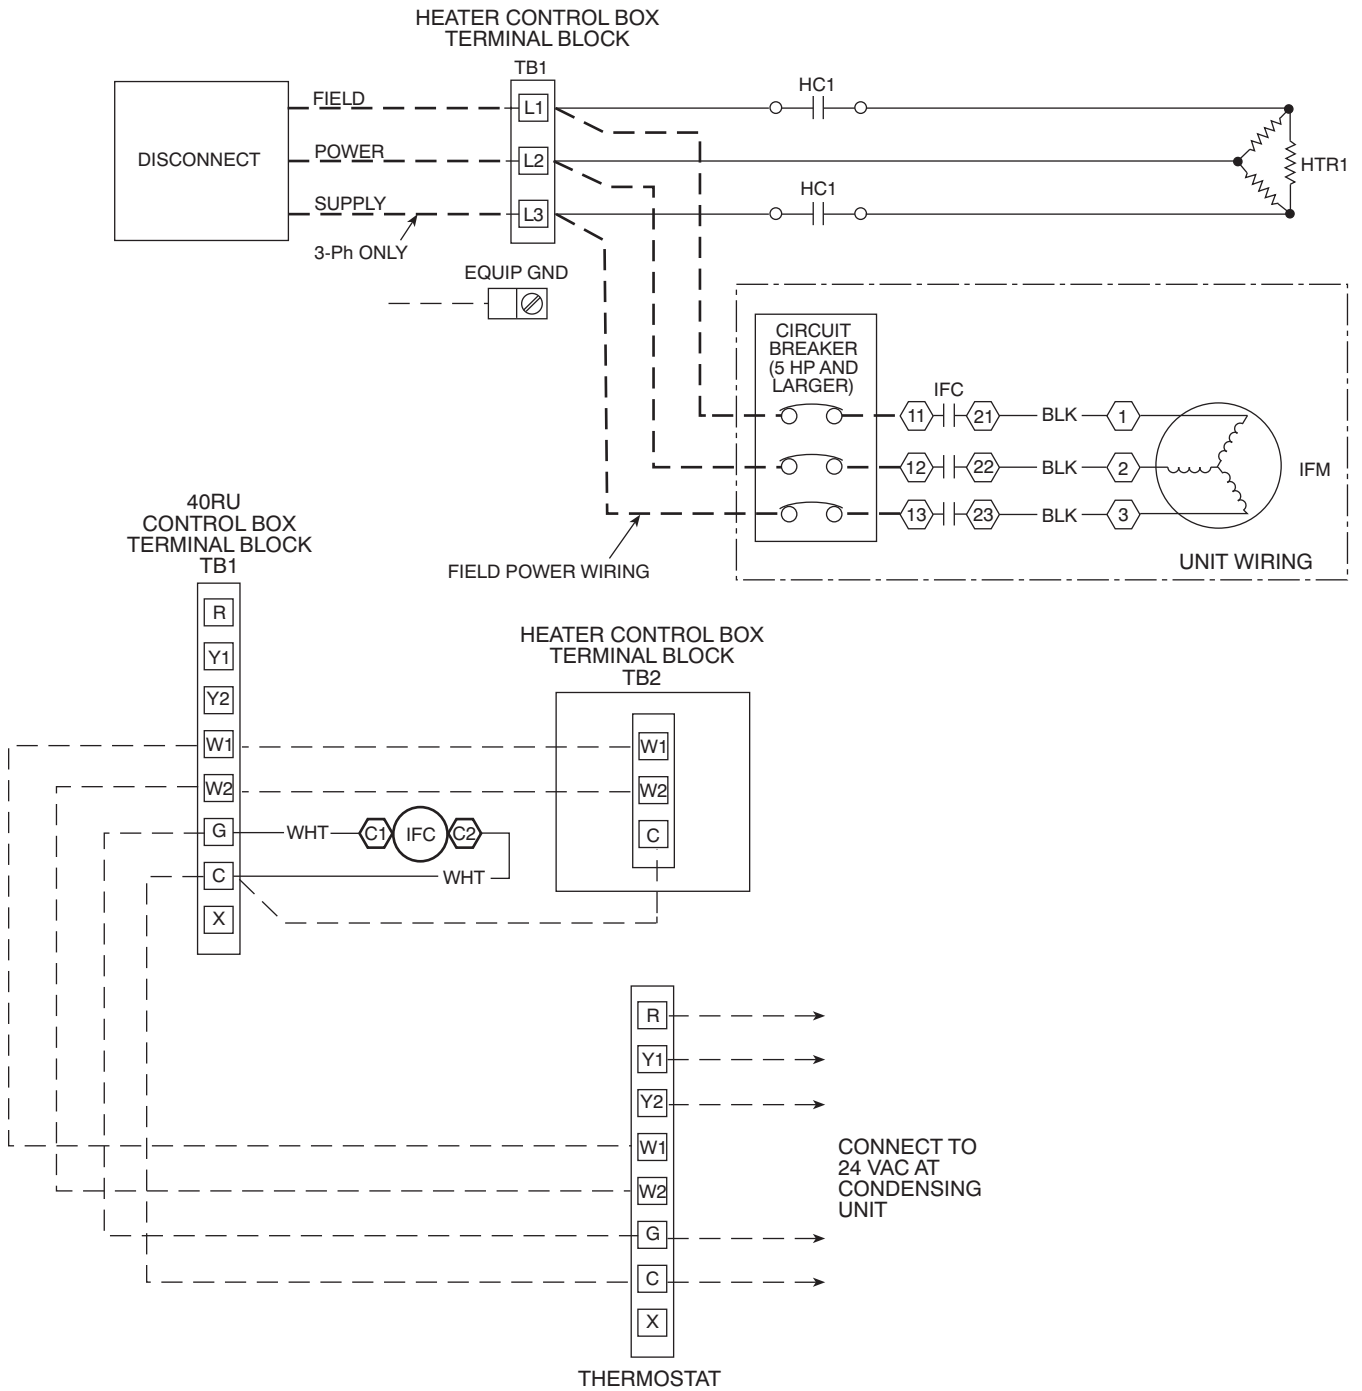 HEATER CONTROL BOX
TERMINAL BLOCK
TB1
DISCONNECT
FIELD
POWER
SUPPLY
3-Ph ONLY
L1
L2
L3
HC1
HC1
HTR1
EQUIP GND
CIRCUIT
BREAKER
(5 HP AND
LARGER)
IFC
11
21
BLK
1
12
22
BLK
2
13
23
BLK
3
IFM
UNIT WIRING
FIELD POWER WIRING
40RU
CONTROL BOX
TERMINAL BLOCK
TB1
R
Y1
Y2
W1
W2
G
C
X
WHT
C1
IFC
C2
WHT
HEATER CONTROL BOX
TERMINAL BLOCK
TB2
W1
W2
C
R
Y1
Y2
W1
W2
G
C
X
THERMOSTAT
CONNECT TO
24 VAC AT
CONDENSING
UNIT